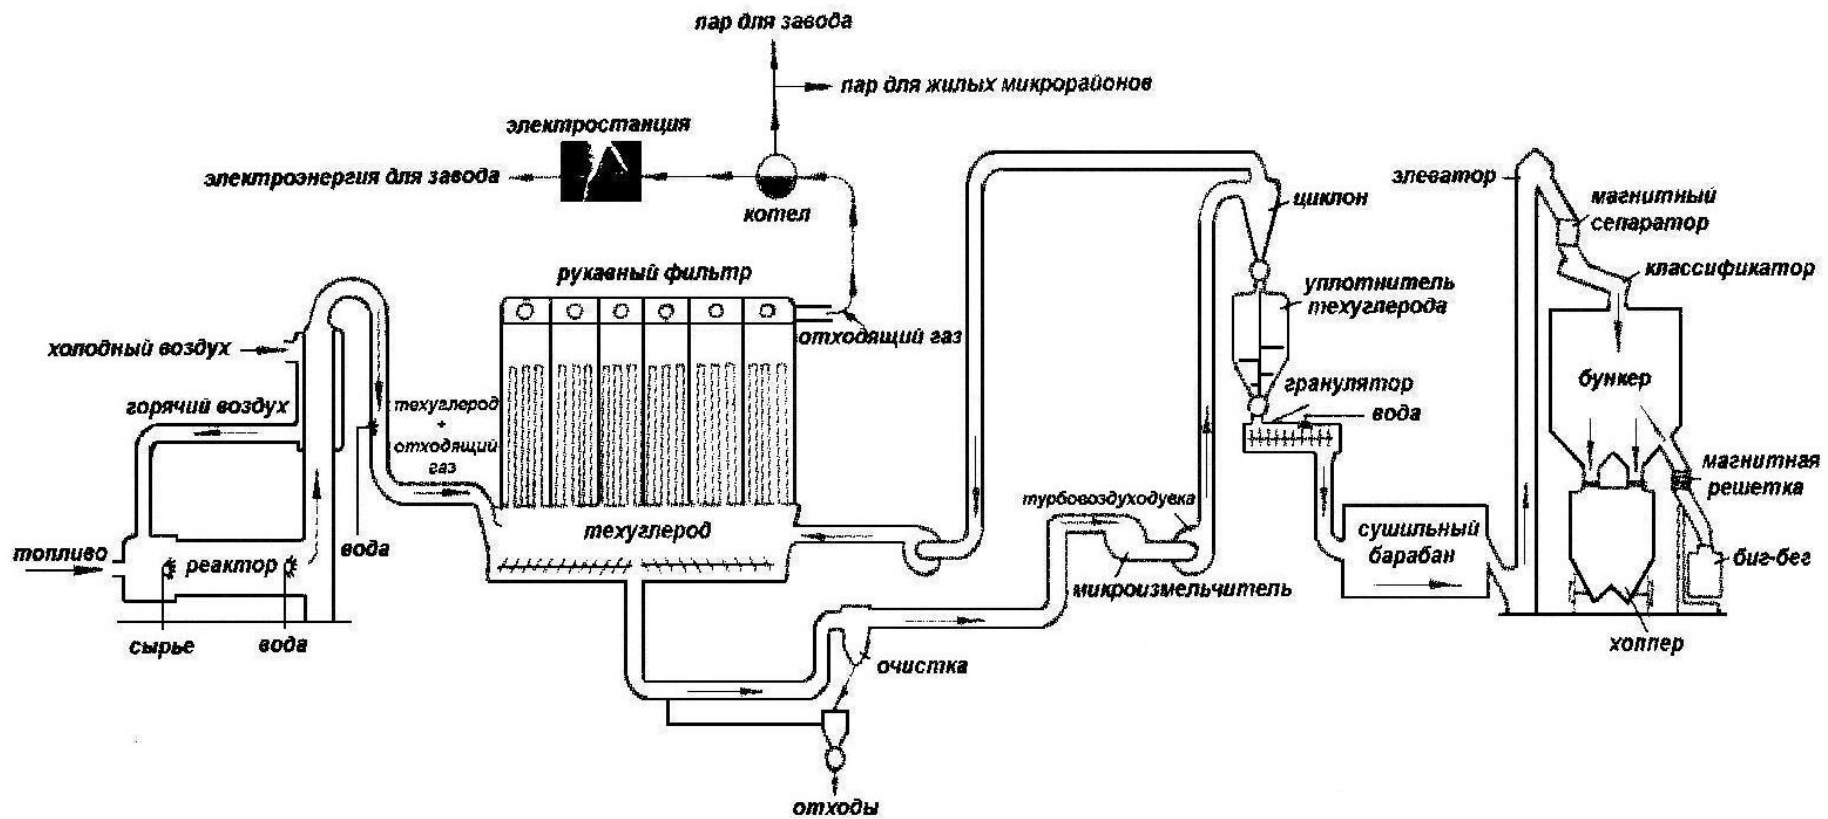 пар для завода
пар для жилых микрорайонов
электростанция
электроэнергия для завода
котел
элеватор
циклон
магнитный
сепаратор
рукавный фильтр
классификатор
уплотнитель
техуглерода
холодный воздух
отходящий газ
бункер
гранулятор
вода
горячий воздух
техуглерод
+
отходящий
газ
магнитная
решетка
турбовоздуходувка
техуглерод
сушильный
барабан
топливо
реактор
вода
биг-бег
микроизмельчитель
сырье
вода
хоппер
очистка
отходы